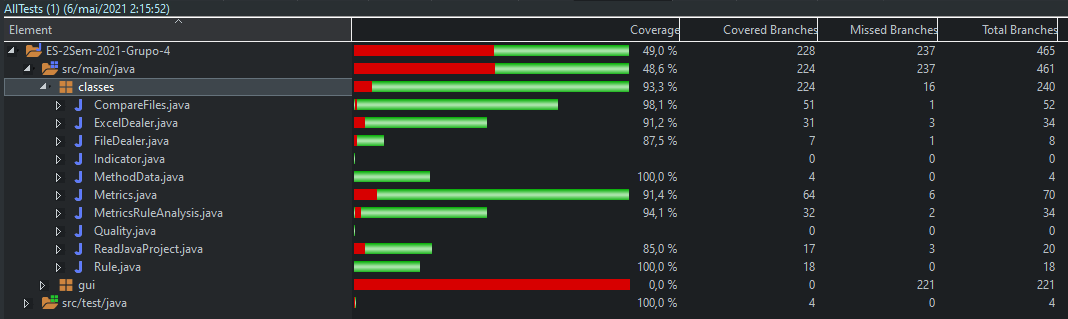 AllTests (1) (6/mai/2021 2:15:52)
Element Coverage Covered Branches Missed Branches Total Branches
ES-2Sem-2021-Grupo-4 49,0 % 228 237 465
src/main/java 48,6 % 224 237 461
classes 93,3 % 224 16 240
CompareFiles.java 98,1 % 51 1 52
ExcelDealer.java 91,2 % 31 3 34
FileDealer.java 87,5 % 7 1 8
Indicator.java 0 0 0
MethodData.java 100,0 % 4 0 4
Metrics.java 91,4 % 64 6 70
MetricsRuleAnalysis.java 94,1 % 32 2 34
Quality.java 0 0 0
ReadJavaProject.java 85,0 % 17 3 20
Rule.java 100,0 % 18 0 18
gui 0,0 % 0 221 221
src/test/java 100,0 % 4 0 4